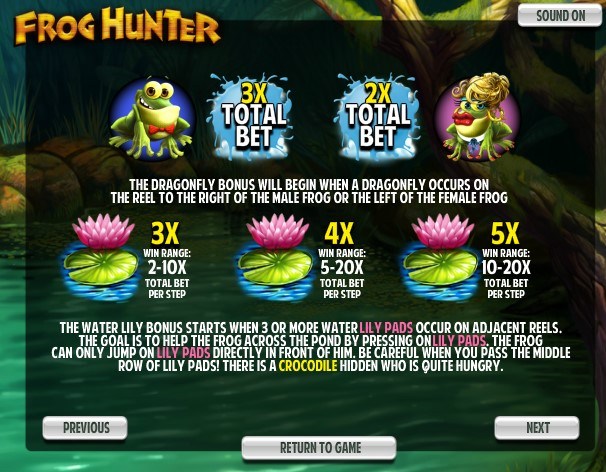 FROG HUNTER
SOUND ON
3X
TOTAL
BET
2X
TOTAL
BET
THE DRAGONFLY BONUS WILL BEGIN WHEN A DRAGONFLY OCCURS ON
THE REEL TO THE RIGHT OF THE MALE FROG OR THE LEFT OF THE FEMALE FROG
3X
WIN RANGE:
2-10X
TOTAL BET
PER STEP
4X
WIN RANGE:
5-20X
TOTAL BET
PER STEP
5X
WIN RANGE:
10-20X
TOTAL BET
PER STEP
THE WATER LILY BONUS STARTS WHEN 3 OR MORE WATER LILY PADS OCCUR ON ADJACENT REELS.
THE GOAL IS TO HELP THE FROG ACROSS THE POND BY PRESSING ON LILY PADS. THE FROG
CAN ONLY JUMP ON LILY PADS DIRECTLY IN FRONT OF HIM. BE CAREFUL WHEN YOU PASS THE MIDDLE
ROW OF LILY PADS! THERE IS A CROCODILE HIDDEN WHO IS QUITE HUNGRY.
PREVIOUS
NEXT
RETURN TO GAME